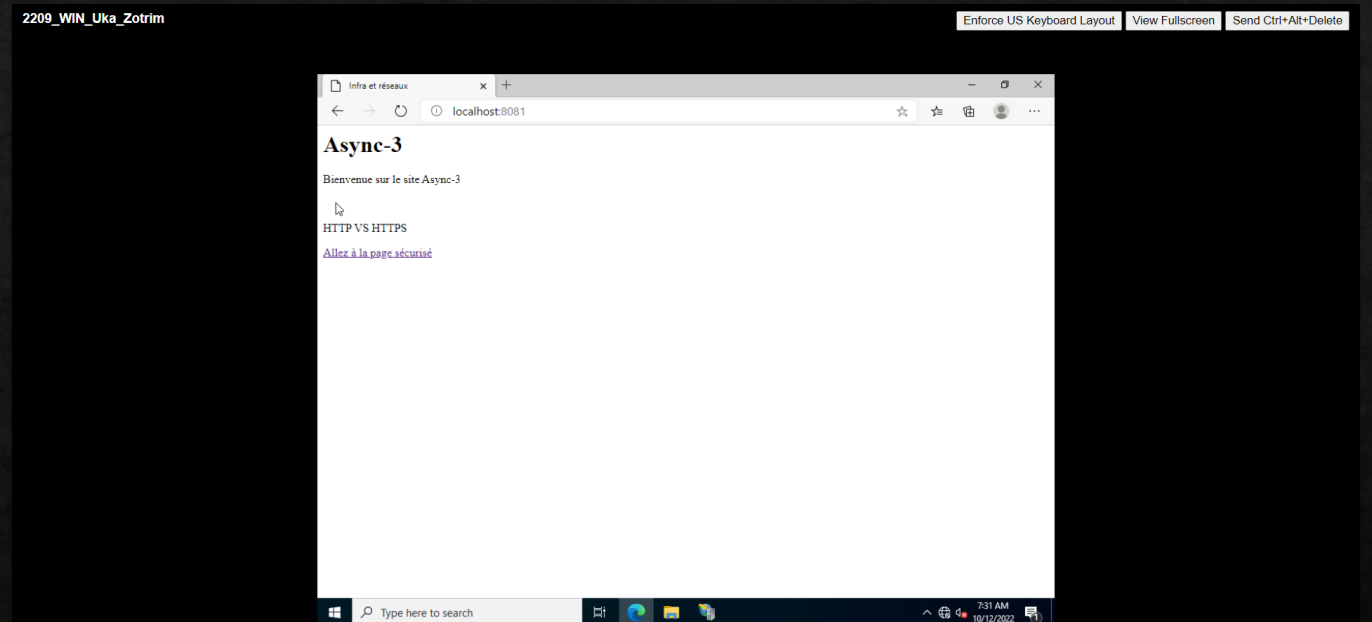 2209_WIN_Uka_Zotrim
Enforce US Keyboard Layout View Fullscreen Send Ctrl+Alt+Delete
Infra et réseaux
localhost:8081
Async-3
Bienvenue sur le site Async-3
HTTP VS HTTPS
Allez à la page sécurisé
Type here to search
7:31 AM
10/12/2022
1